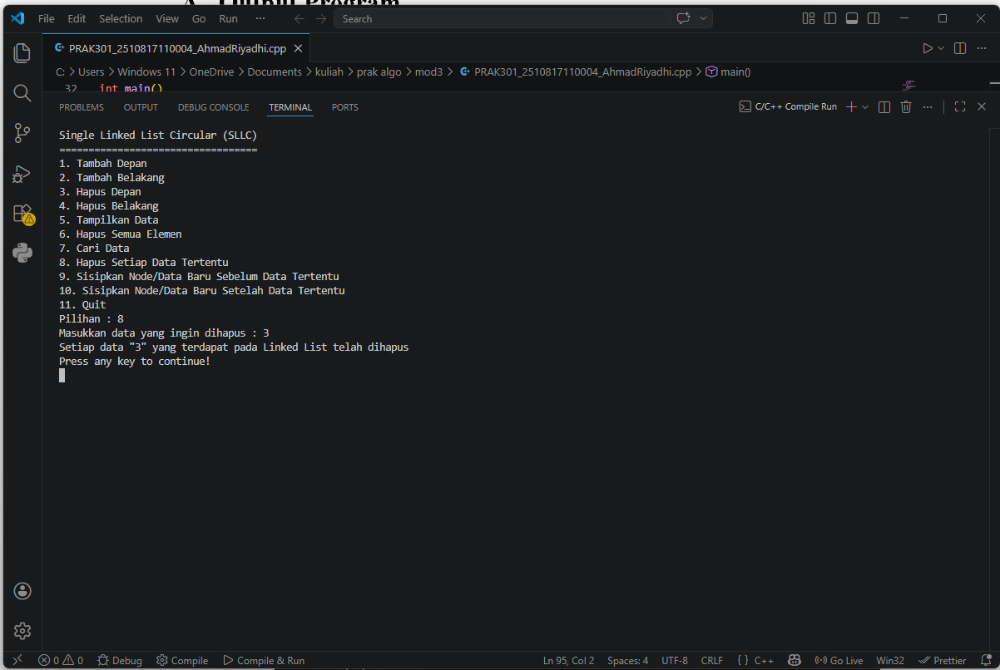 A. Output Program
File Edit Selection View Go Run ··· Search
PRAK301_2510817110004_AhmadRiyadhi.cpp
C: > Users > Windows 11 > OneDrive > Documents > kuliah > prak algo > mod3 > PRAK301_2510817110004_AhmadRiyadhi.cpp > main()
32 int main()
PROBLEMS OUTPUT DEBUG CONSOLE TERMINAL PORTS C/C++ Compile Run
Single Linked List Circular (SLLC)
==================================
1. Tambah Depan
2. Tambah Belakang
3. Hapus Depan
4. Hapus Belakang
5. Tampilkan Data
6. Hapus Semua Elemen
7. Cari Data
8. Hapus Setiap Data Tertentu
9. Sisipkan Node/Data Baru Sebelum Data Tertentu
10. Sisipkan Node/Data Baru Setelah Data Tertentu
11. Quit
Pilihan : 8
Masukkan data yang ingin dihapus : 3
Setiap data "3" yang terdapat pada Linked List telah dihapus
Press any key to continue!
0 0 Debug Compile Compile & Run Ln 95, Col 2 Spaces: 4 UTF-8 CRLF { } C++ Go Live Win32 Prettier